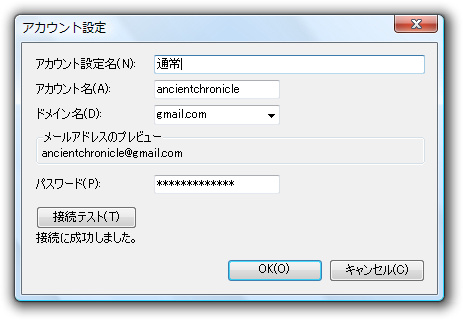 アカウント設定
アカウント設定名(N): 通常
アカウント名(A): ancientchronicle
ドメイン名(D): gmail.com
メールアドレスのプレビュー
ancientchronicle@gmail.com
パスワード(P): *************
接続テスト(T)
接続に成功しました。
OK(O) キャンセル(C)